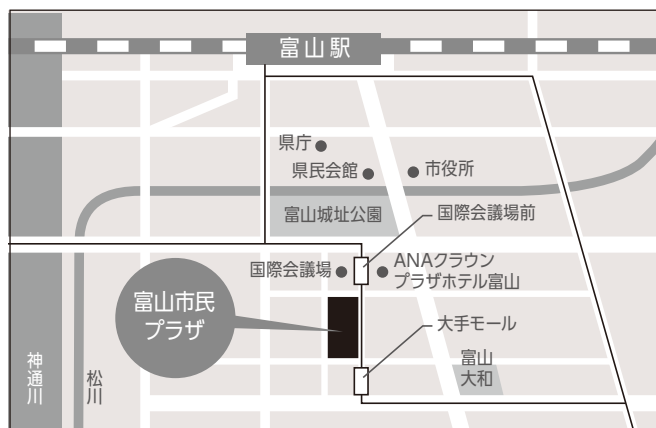 富山駅
県庁
県民会館
市役所
富山城址公園
国際会議場前
国際会議場
ANAクラウン
プラザホテル富山
富山市民
プラザ
大手モール
富山
大和
神通川
松川